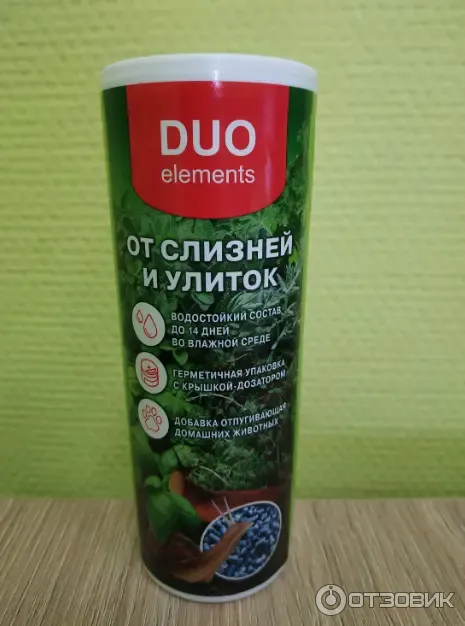 DUO
elements
ОТ СЛИЗНЕЙ
И УЛИТОК
ВОДОСТОЙКИЙ СОСТАВ
ДО 14 ДНЕЙ
ВО ВЛАЖНОЙ СРЕДЕ
ГЕРМЕТИЧНАЯ УПАКОВКА
С КРЫШКОЙ-ДОЗАТОРОМ
ДОБАВКА ОТПУГИВАЮЩАЯ
ДОМАШНИХ ЖИВОТНЫХ
ОТЗОВИК